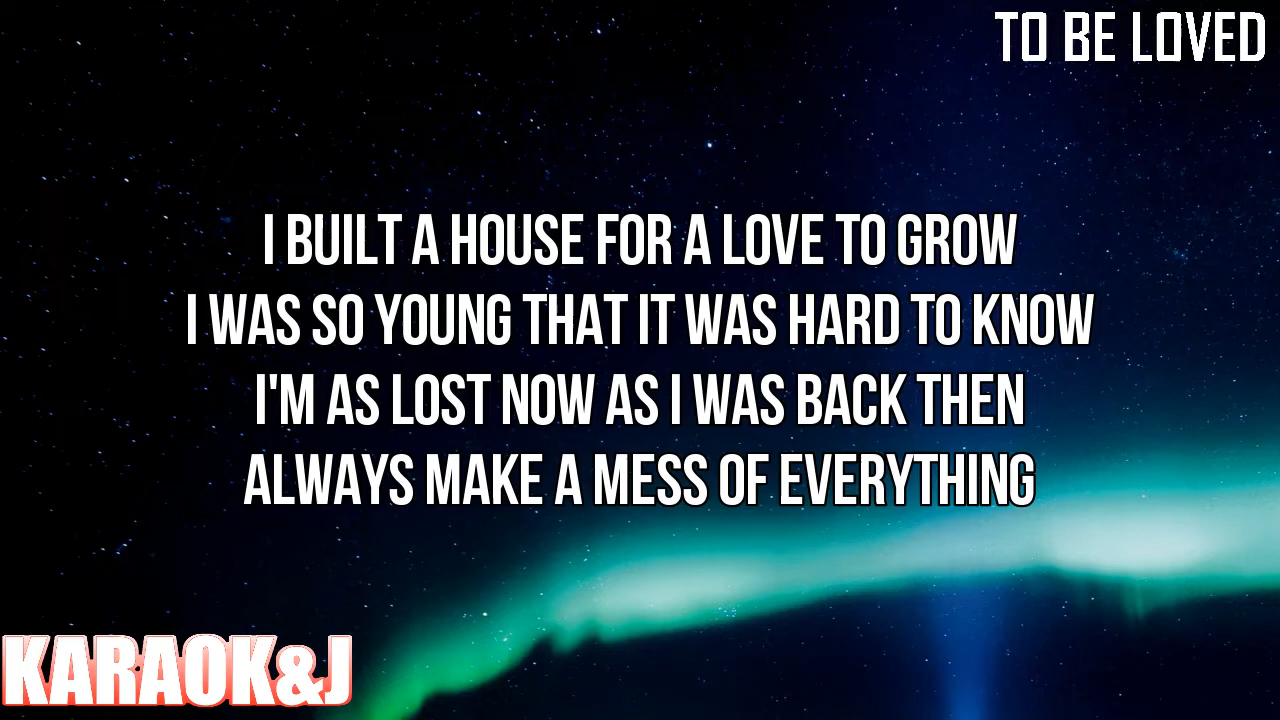 TO BE LOVED
I BUILT A HOUSE FOR A LOVE TO GROW
I WAS SO YOUNG THAT IT WAS HARD TO KNOW
I'M AS LOST NOW AS I WAS BACK THEN
ALWAYS MAKE A MESS OF EVERYTHING
KARAOK&J